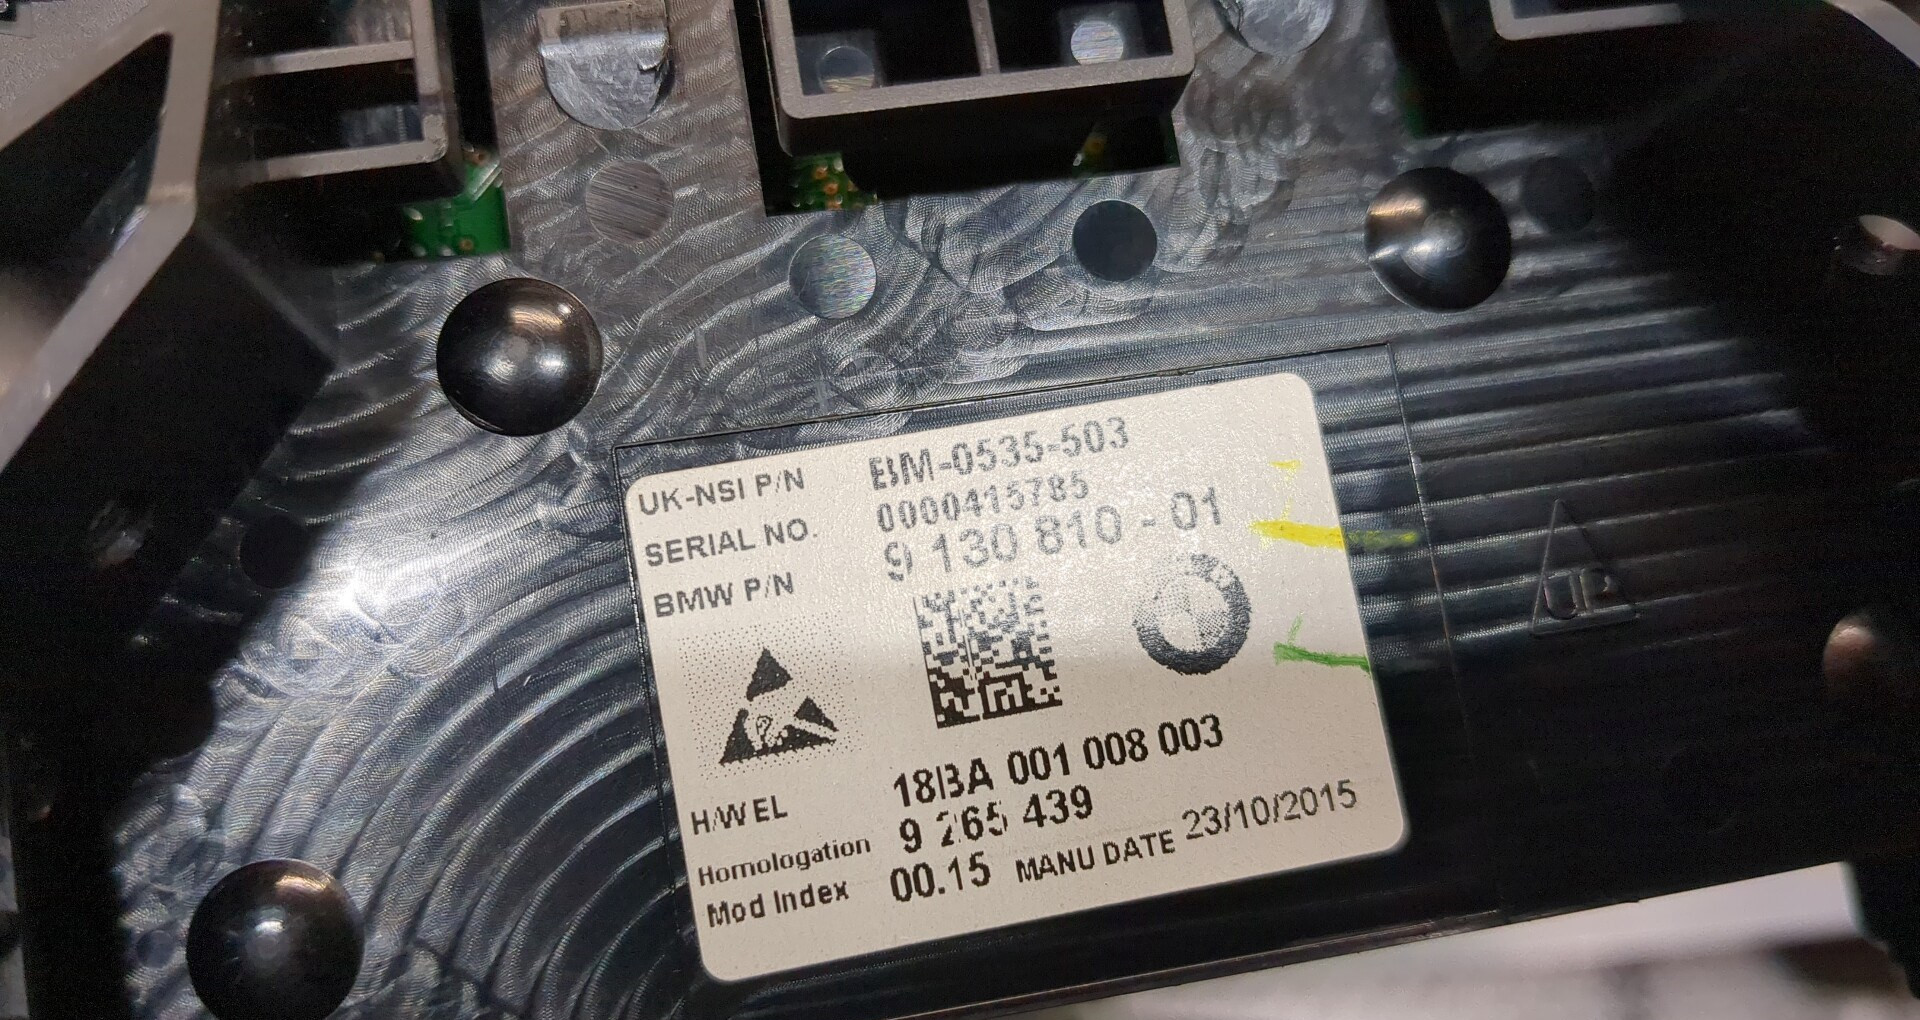 UK-NSI P/N BM-0535-503
SERIAL NO. 0000415785
BMW P/N 9 130 810 - 01
H/W EL 18BA 001 008 003
Homologation 9 265 439
Mod Index 00.15 MANU DATE 23/10/2015
UP